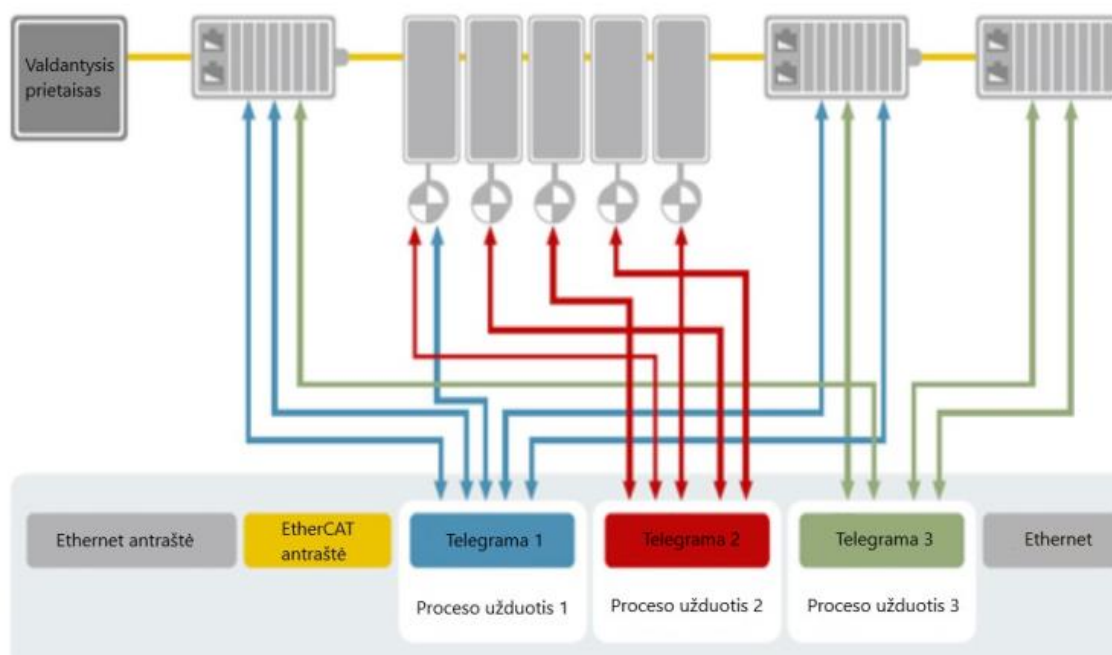 Valdantysis
prietaisas
Ethernet antraštė
EtherCAT
antraštė
Telegrama 1
Telegrama 2
Telegrama 3
Ethernet
Proceso užduotis 1
Proceso užduotis 2
Proceso užduotis 3